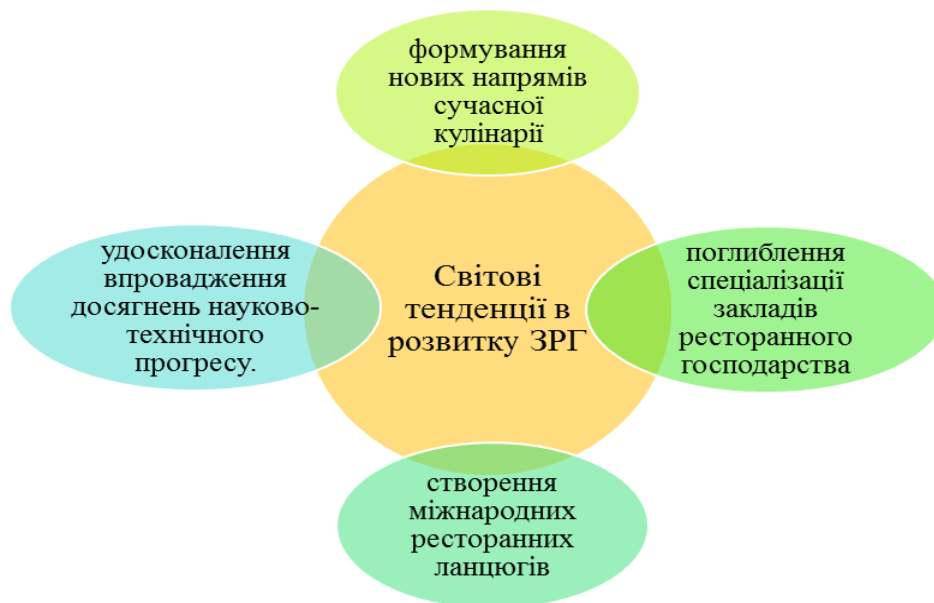 формування
нових напрямів
сучасної
кулінарії
удосконалення
впровадження
досягнень науково-
технічного
прогресу.
Світові
тенденції в
розвитку ЗРГ
поглиблення
спеціалізації
закладів
ресторанного
господарства
створення
міжнародних
ресторанних
ланцюгів